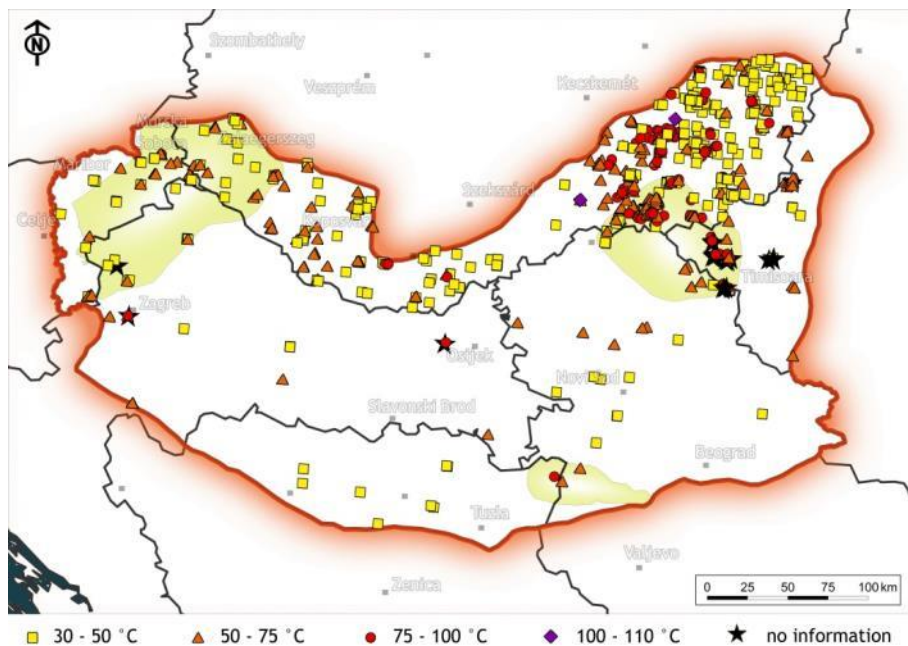 N
Szombathely
Veszprém
Kecskemét
Murska
Sobota
Zalaegerszeg
Maribor
Szekszárd
Celje
Kaposvár
Timisoara
Zagreb
Osijek
Novi Sad
Slavonski Brod
Beograd
Tuzla
Valjevo
Zenica
0 25 50 75 100 km
30 - 50 °C 50 - 75 °C 75 - 100 °C 100 - 110 °C no information